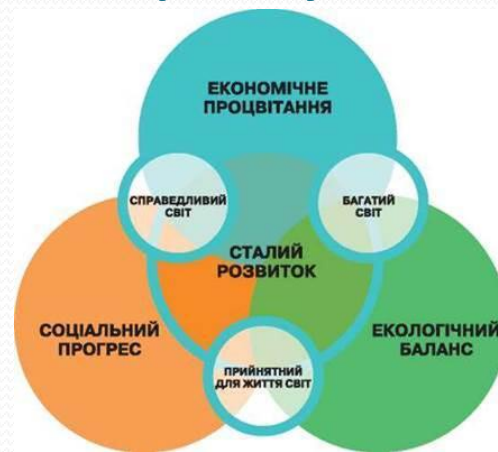 ЕКОНОМІЧНЕ
ПРОЦВІТАННЯ
СПРАВЕДЛИВИЙ
СВІТ
БАГАТИЙ
СВІТ
СТАЛИЙ
РОЗВИТОК
СОЦІАЛЬНИЙ
ПРОГРЕС
ЕКОЛОГІЧНИЙ
БАЛАНС
ПРИЙНЯТНИЙ
ДЛЯ ЖИТТЯ СВІТ